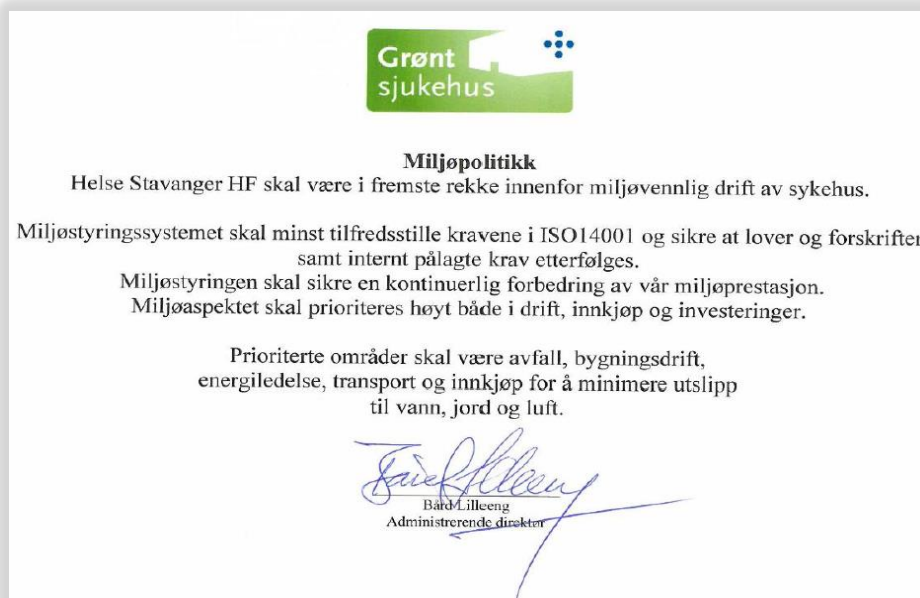 Grønt
sjukehus
Miljøpolitikk
Helse Stavanger HF skal være i fremste rekke innenfor miljøvennlig drift av sykehus.
Miljøstyringssystemet skal minst tilfredsstille kravene i ISO14001 og sikre at lover og forskrifter
samt internt pålagte krav etterfølges.
Miljøstyringen skal sikre en kontinuerlig forbedring av vår miljøprestasjon.
Miljøaspektet skal prioriteres høyt både i drift, innkjøp og investeringer.
Prioriterte områder skal være avfall, bygningsdrift,
energiledelse, transport og innkjøp for å minimere utslipp
til vann, jord og luft.
Bård Lilleeng
Administrerende direktør